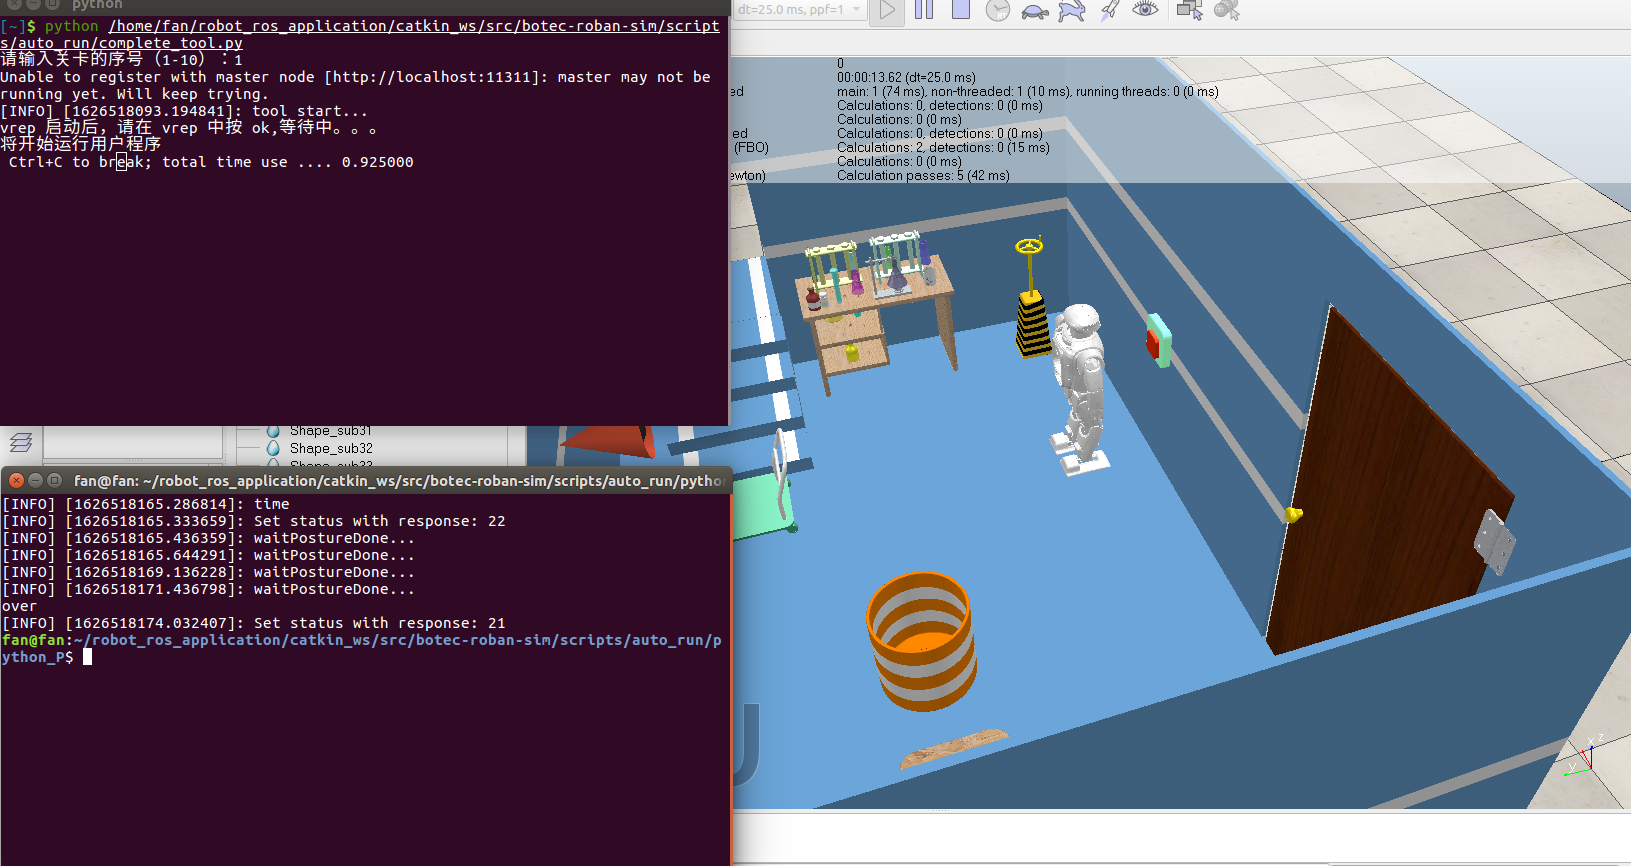 python
[~]$ python /home/fan/robot_ros_application/catkin_ws/src/botec-roban-sim/script
s/auto_run/complete_tool.py
请输入关卡的序号（1-10）：1
Unable to register with master node [http://localhost:11311]: master may not be
running yet. Will keep trying.
[INFO] [1626518093.194841]: tool start...
vrep 启动后，请在 vrep 中按 ok,等待中。。。
将开始运行用户程序
Ctrl+C to break; total time use .... 0.925000
dt=25.0 ms, ppf=1
0
00:00:13.62 (dt=25.0 ms)
ed main: 1 (74 ms), non-threaded: 1 (10 ms), running threads: 0 (0 ms)
Calculations: 0, detections: 0 (0 ms)
Calculations: 0 (0 ms)
ed Calculations: 0, detections: 0 (0 ms)
(FBO) Calculations: 2, detections: 0 (15 ms)
Calculations: 0 (0 ms)
ewton) Calculation passes: 5 (42 ms)
Shape_sub31
Shape_sub32
Shape_sub33
fan@fan: ~/robot_ros_application/catkin_ws/src/botec-roban-sim/scripts/auto_run/python
[INFO] [1626518165.286814]: time
[INFO] [1626518165.333659]: Set status with response: 22
[INFO] [1626518165.436359]: waitPostureDone...
[INFO] [1626518165.644291]: waitPostureDone...
[INFO] [1626518169.136228]: waitPostureDone...
[INFO] [1626518171.436798]: waitPostureDone...
over
[INFO] [1626518174.032407]: Set status with response: 21
fan@fan:~/robot_ros_application/catkin_ws/src/botec-roban-sim/scripts/auto_run/p
ython_P$
x z
y